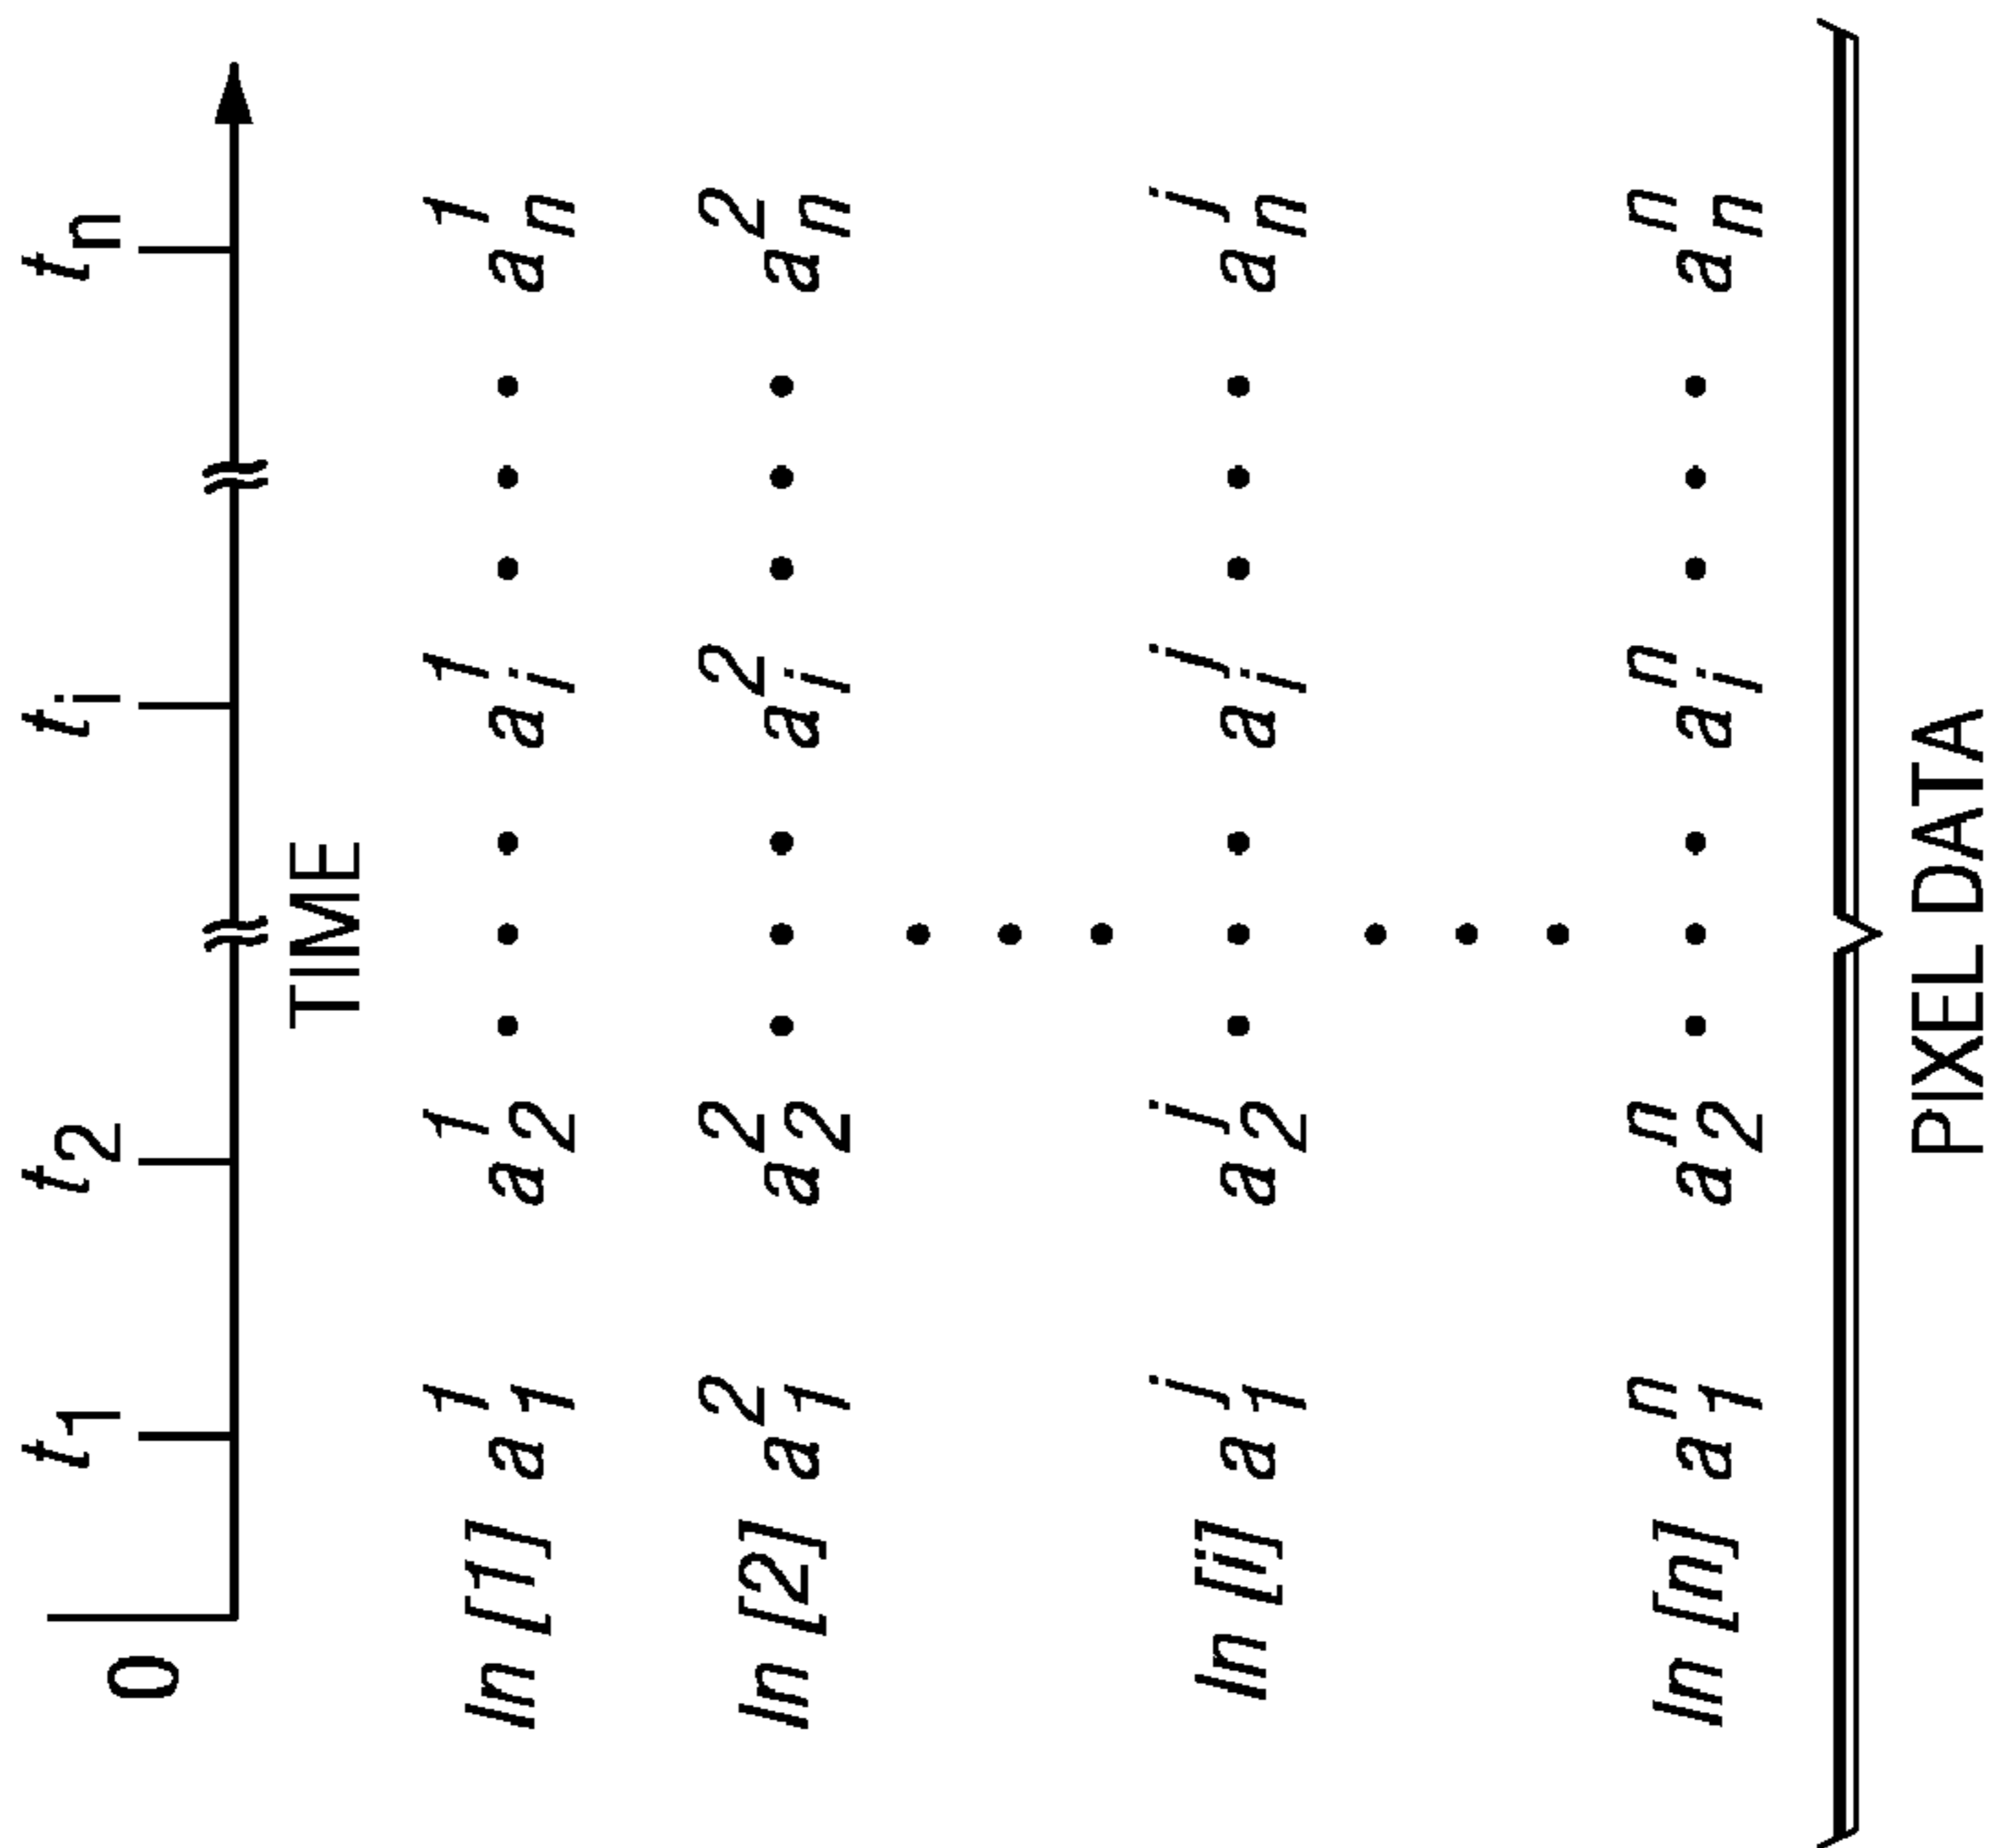 t₁ t₂ tᵢ tₙ
0
TIME
In [1] a₁¹ a₂¹ • • • aᵢ¹ • • • aₙ¹
In [2] a₁² a₂² • • • aᵢ² • • • aₙ²
In [i] a₁ⁱ a₂ⁱ • • • aᵢⁱ • • • aₙⁱ
In [n] a₁ⁿ a₂ⁿ • • • aᵢⁿ • • • aₙⁿ
PIXEL DATA